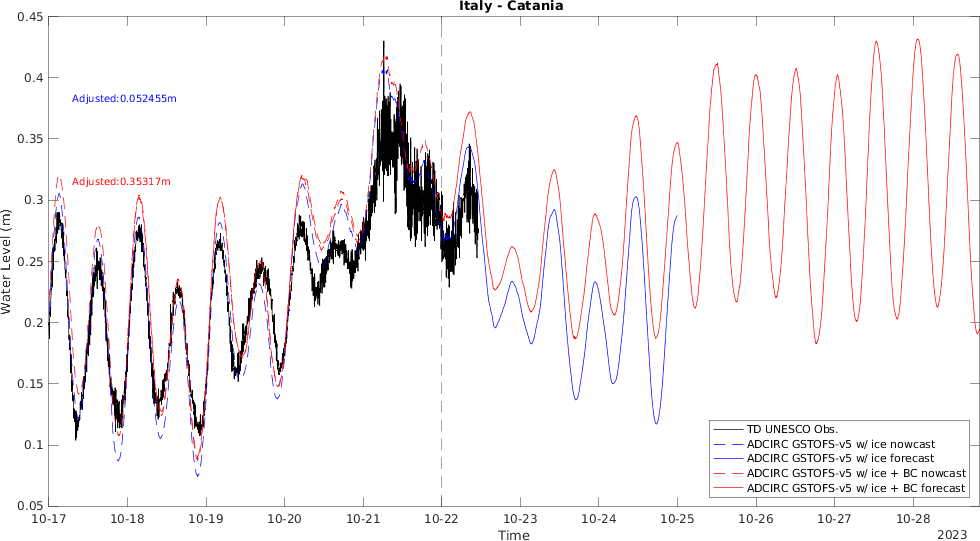 Italy - Catania
0.45
0.4
0.35
0.3
0.25
0.2
0.15
0.1
0.05
Water Level (m)
Adjusted:0.052455m
Adjusted:0.35317m
TD UNESCO Obs.
ADCIRC GSTOFS-v5 w/ ice nowcast
ADCIRC GSTOFS-v5 w/ ice forecast
ADCIRC GSTOFS-v5 w/ ice + BC nowcast
ADCIRC GSTOFS-v5 w/ ice + BC forecast
10-17 10-18 10-19 10-20 10-21 10-22 10-23 10-24 10-25 10-26 10-27 10-28
Time
2023